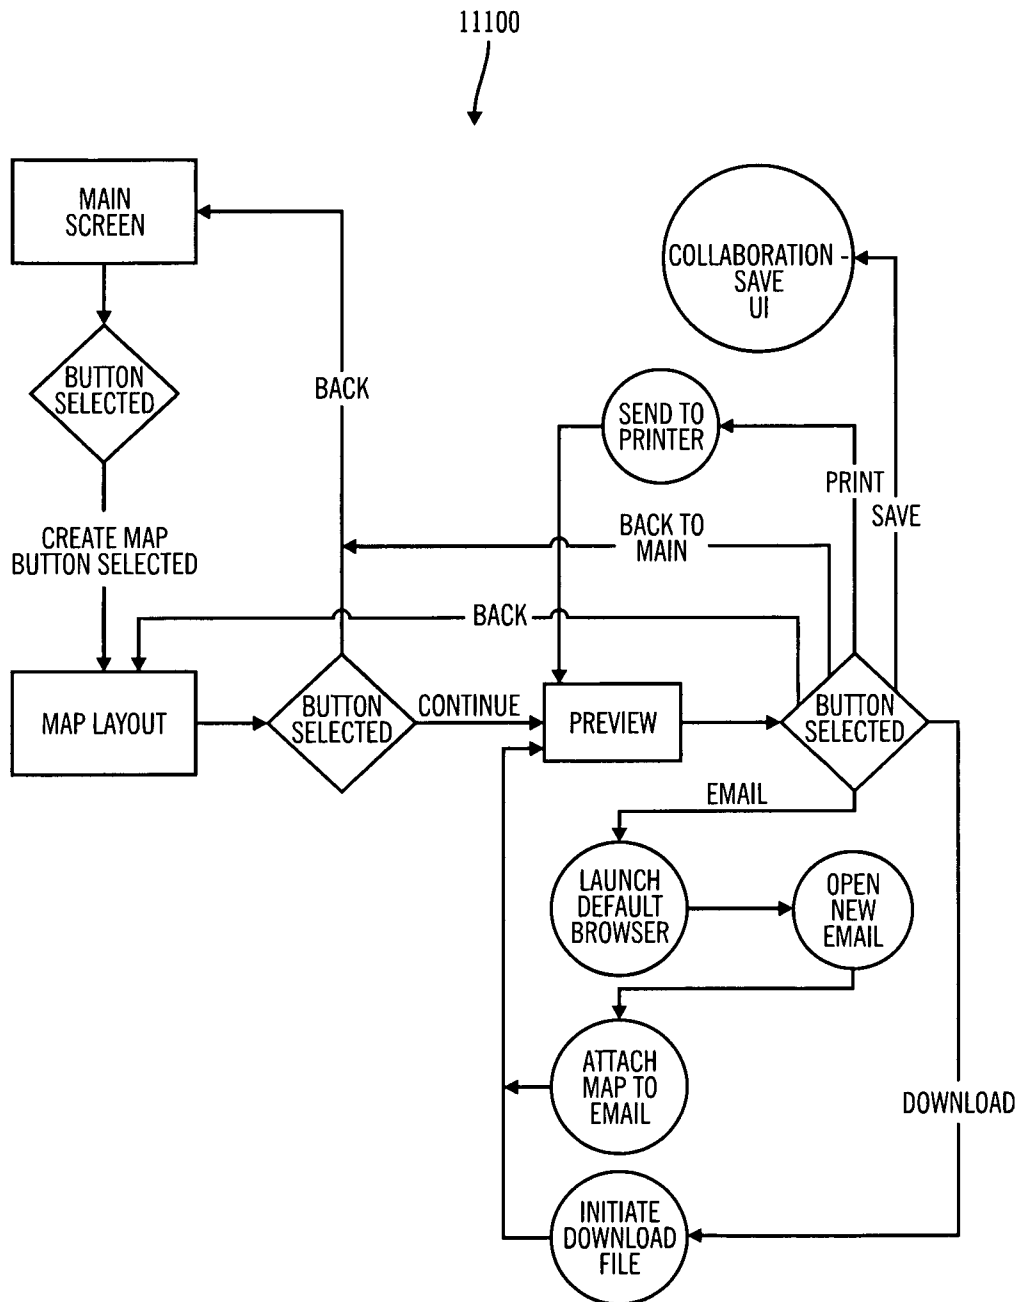 11100
MAIN
SCREEN
COLLABORATION -
SAVE
UI
BUTTON
SELECTED
BACK
SEND TO
PRINTER
PRINT
SAVE
CREATE MAP
BUTTON SELECTED
BACK TO
MAIN
BACK
MAP LAYOUT
BUTTON
SELECTED
CONTINUE
PREVIEW
BUTTON
SELECTED
EMAIL
LAUNCH
DEFAULT
BROWSER
OPEN
NEW
EMAIL
ATTACH
MAP TO
EMAIL
DOWNLOAD
INITIATE
DOWNLOAD
FILE